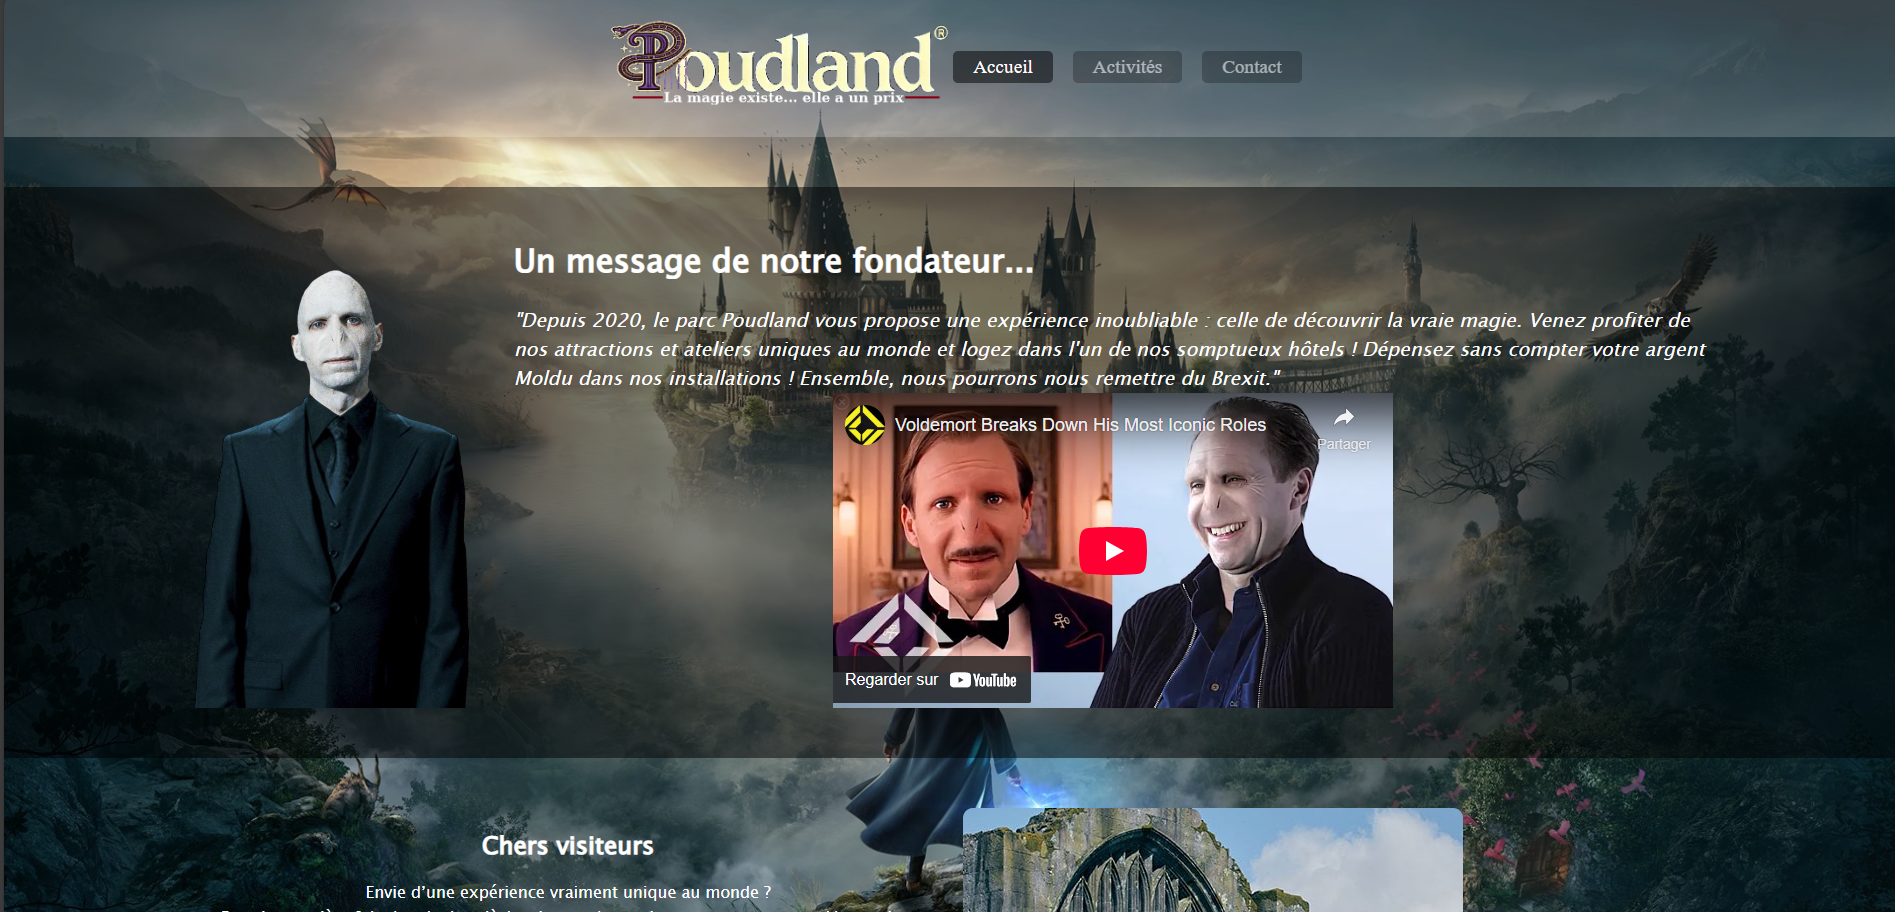 Poudland®
La magie existe... elle a un prix
Accueil
Activités
Contact
Un message de notre fondateur...
"Depuis 2020, le parc Poudland vous propose une expérience inoubliable : celle de découvrir la vraie magie. Venez profiter de
nos attractions et ateliers uniques au monde et logez dans l'un de nos somptueux hôtels ! Dépensez sans compter votre argent
Moldu dans nos installations ! Ensemble, nous pourrons nous remettre du Brexit."
Voldemort Breaks Down His Most Iconic Roles
Partager
Regarder sur YouTube
Chers visiteurs
Envie d’une expérience vraiment unique au monde ?